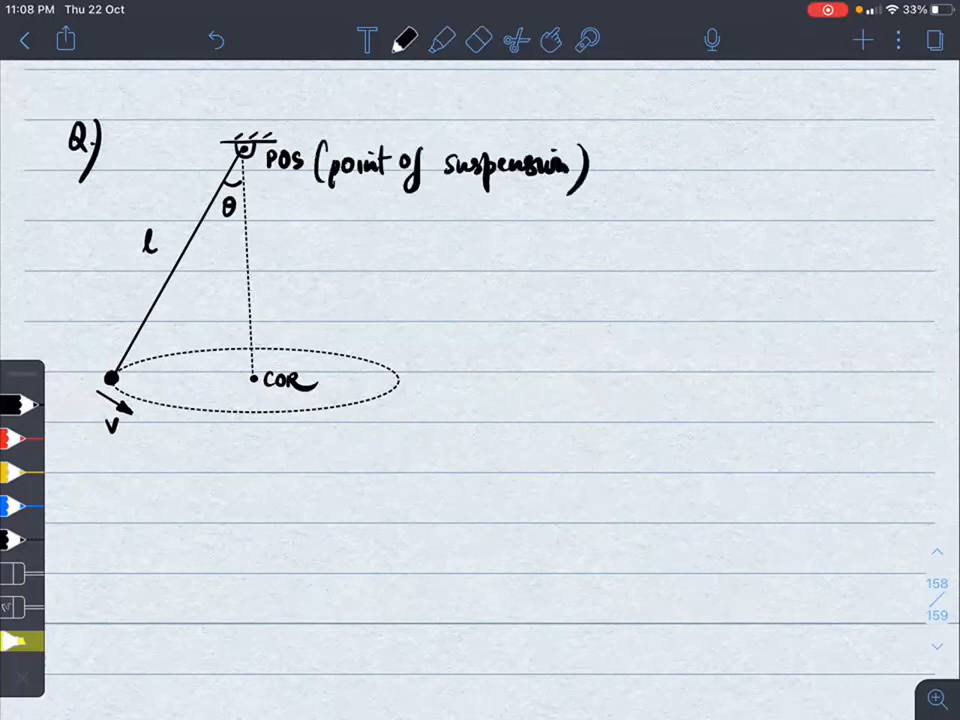 11:08 PM Thu 22 Oct
33%
T
Q)
POS (point of suspension)
θ
l
COR
v
158
159